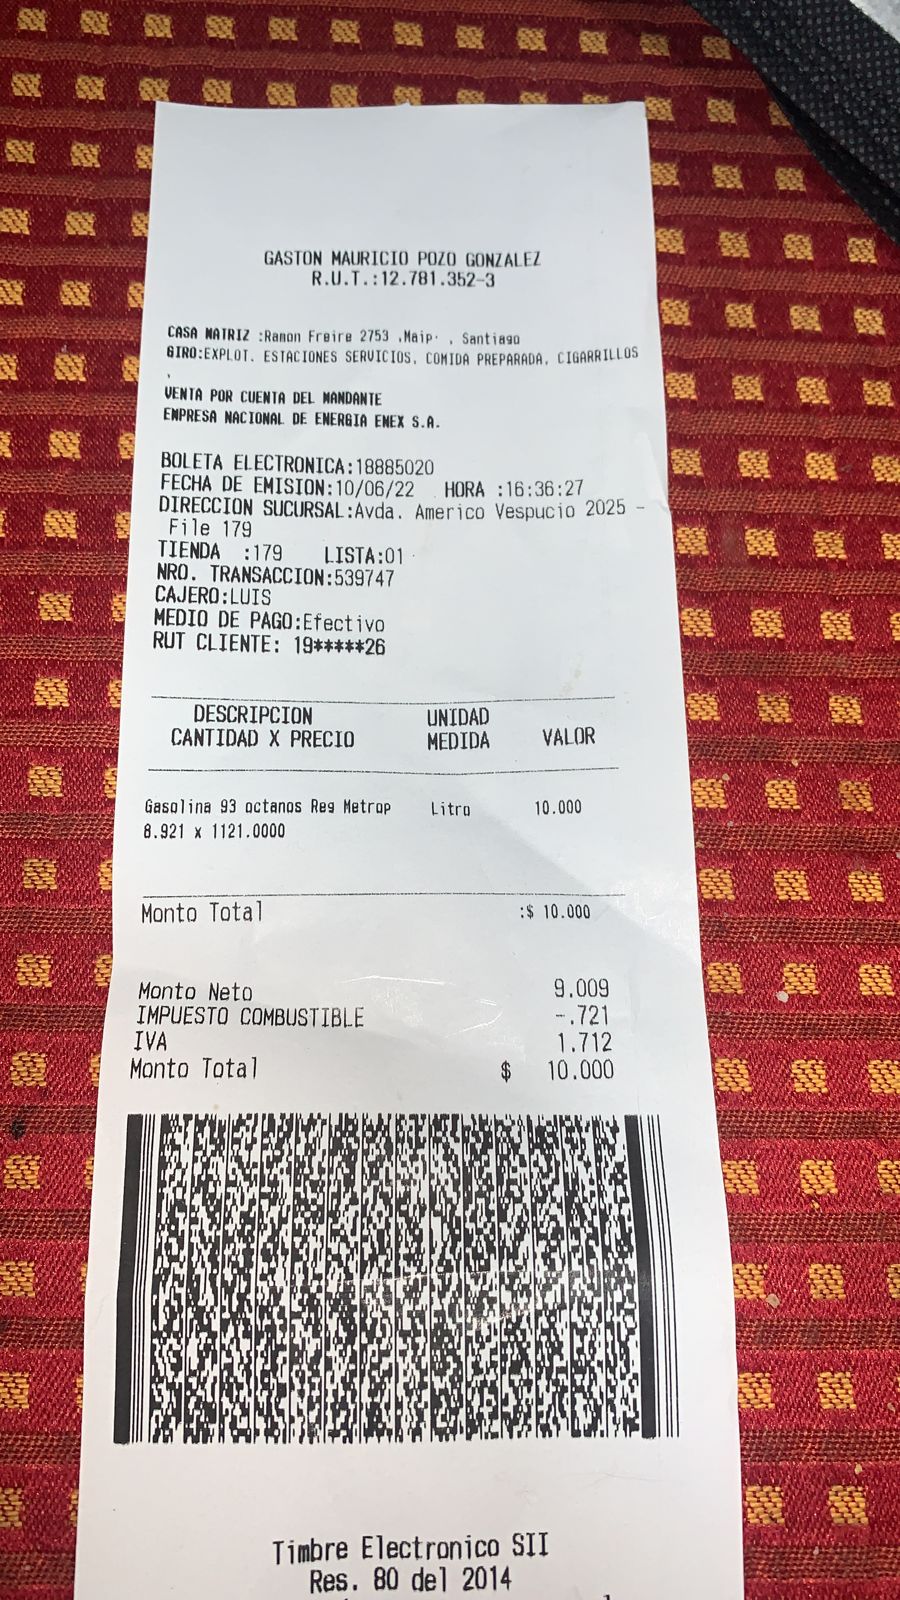 GASTON MAURICIO POZO GONZALEZ
R.U.T.:12.781.352-3
CASA MATRIZ :Ramon Freire 2753 ,Maip· , Santiago
GIRO:EXPLOT. ESTACIONES SERVICIOS, COMIDA PREPARADA, CIGARRILLOS
,
VENTA POR CUENTA DEL MANDANTE
EMPRESA NACIONAL DE ENERGIA ENEX S.A.
BOLETA ELECTRONICA:18885020
FECHA DE EMISION:10/06/22 HORA :16:36:27
DIRECCION SUCURSAL:Avda. Americo Vespucio 2025 -
File 179
TIENDA :179 LISTA:01
NRO. TRANSACCION:539747
CAJERO:LUIS
MEDIO DE PAGO:Efectivo
RUT CLIENTE: 19*****26
DESCRIPCION UNIDAD
CANTIDAD X PRECIO MEDIDA VALOR
Gasolina 93 octanos Reg Metrop Litro 10.000
8.921 x 1121.0000
Monto Total :$ 10.000
Monto Neto 9.009
IMPUESTO COMBUSTIBLE -.721
IVA 1.712
Monto Total $ 10.000
Timbre Electronico SII
Res. 80 del 2014